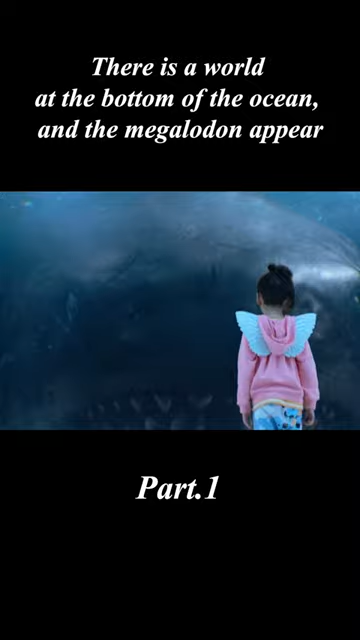 There is a world
at the bottom of the ocean,
and the megalodon appear
Part.1